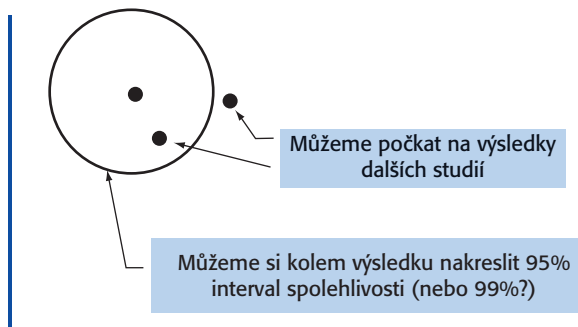 Můžeme počkat na výsledky
dalších studií
Můžeme si kolem výsledku nakreslit 95%
interval spolehlivosti (nebo 99%?)